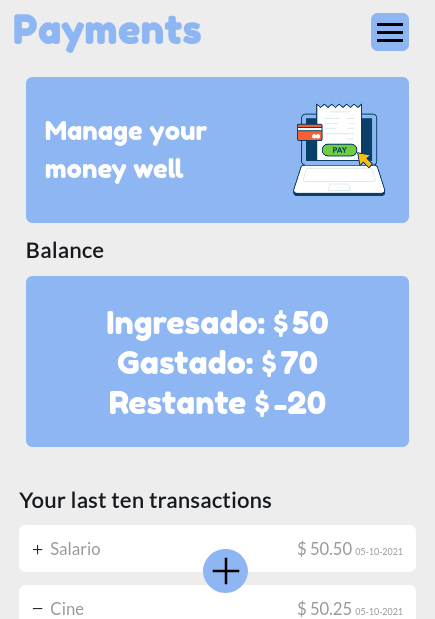 Payments
Manage your
money well
PAY
Balance
Ingresado: $50
Gastado: $70
Restante $-20
Your last ten transactions
+ Salario $ 50.50 05-10-2021
− Cine $ 50.25 05-10-2021